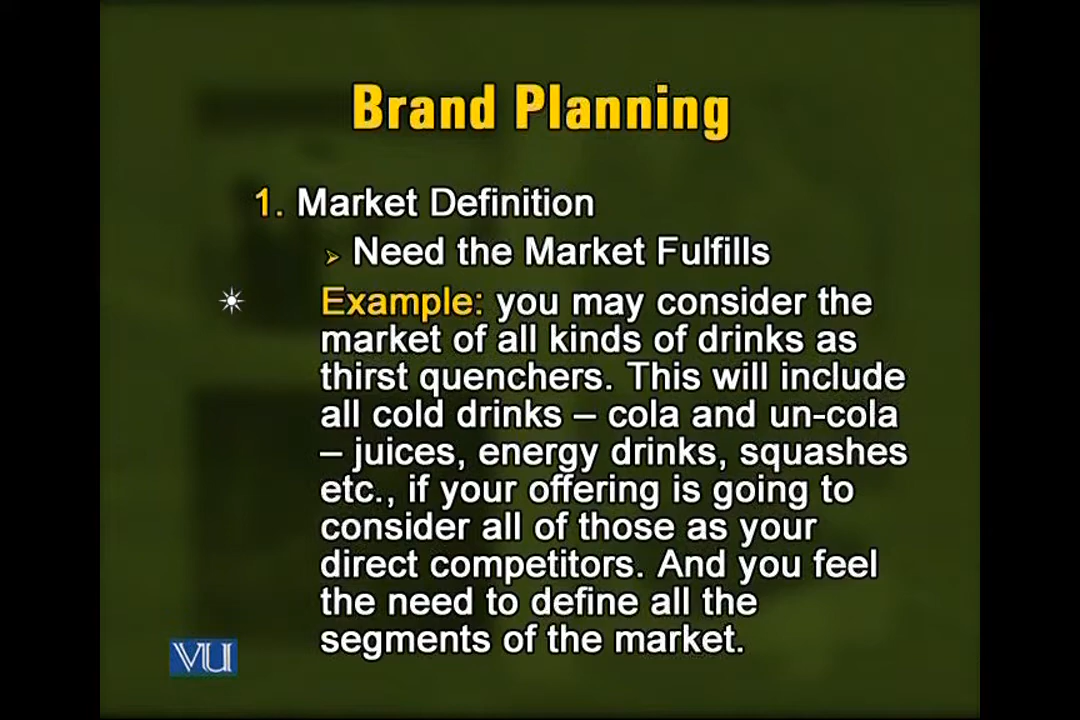 Brand Planning
1. Market Definition
➢ Need the Market Fulfills
Example: you may consider the
market of all kinds of drinks as
thirst quenchers. This will include
all cold drinks – cola and un-cola
– juices, energy drinks, squashes
etc., if your offering is going to
consider all of those as your
direct competitors. And you feel
the need to define all the
segments of the market.
VU